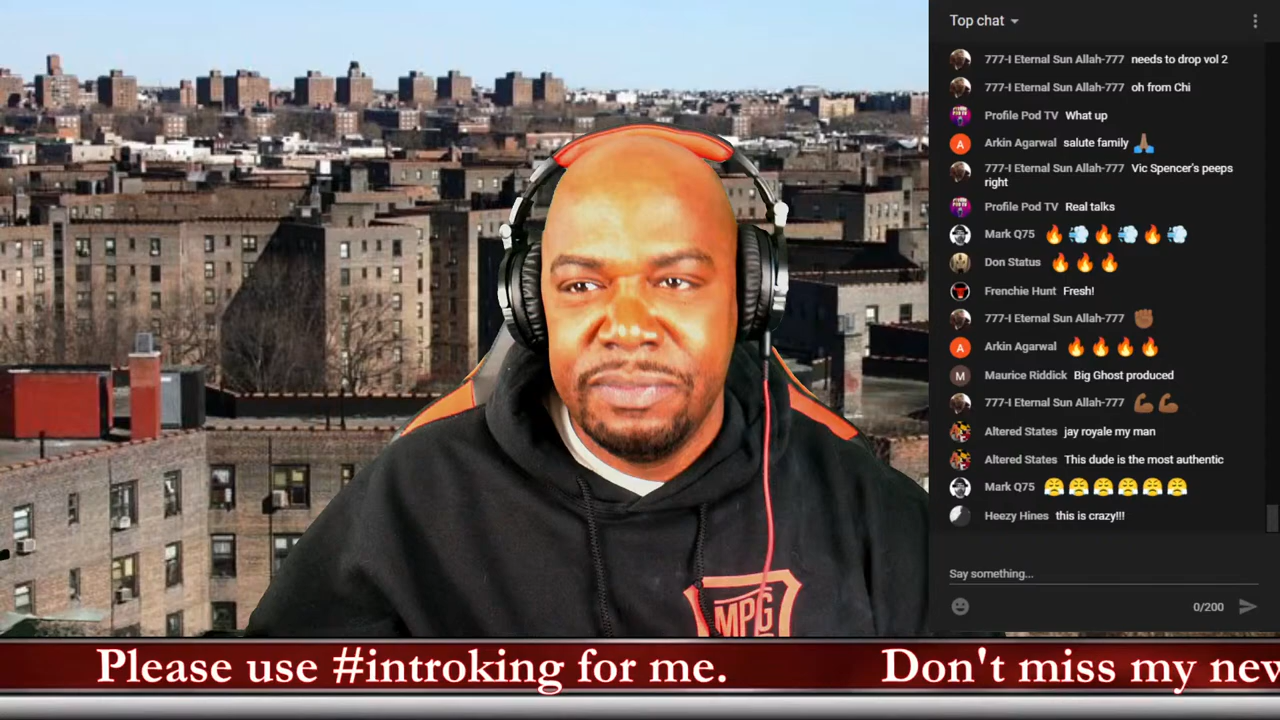 Top chat
777-I Eternal Sun Allah-777 needs to drop vol 2
777-I Eternal Sun Allah-777 oh from Chi
Profile Pod TV What up
A Arkin Agarwal salute family 🙏🏽
777-I Eternal Sun Allah-777 Vic Spencer's peeps
right
Profile Pod TV Real talks
Mark Q75 🔥💨🔥💨🔥💨
Don Status 🔥🔥🔥
Frenchie Hunt Fresh!
777-I Eternal Sun Allah-777 ✊🏾
A Arkin Agarwal 🔥🔥🔥🔥
M Maurice Riddick Big Ghost produced
777-I Eternal Sun Allah-777 💪🏾💪🏾
Altered States jay royale my man
Altered States This dude is the most authentic
Mark Q75 😤😤😤😤😤😤
Heezy Hines this is crazy!!!
Say something...
0/200
MPG
Please use #introking for me. Don't miss my new